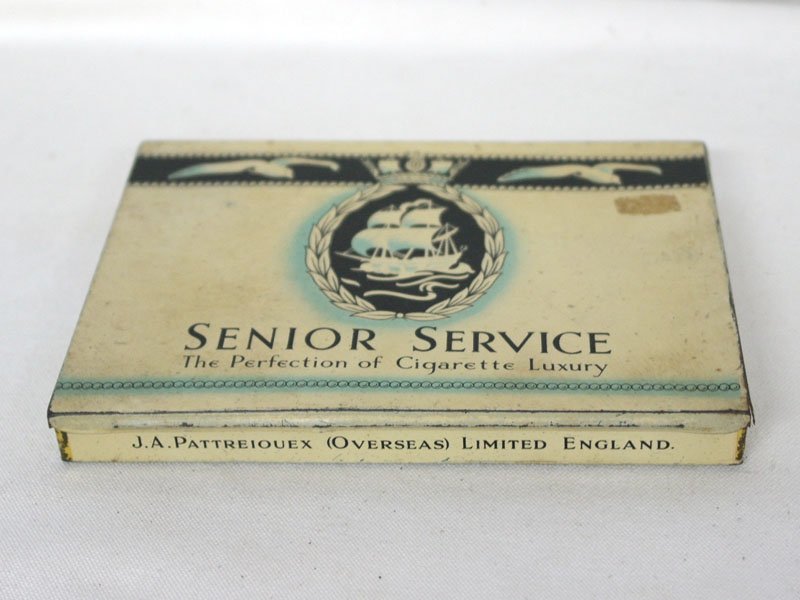 SENIOR SERVICE
The Perfection of Cigarette Luxury
J.A. PATTREIOUEX (OVERSEAS) LIMITED ENGLAND.